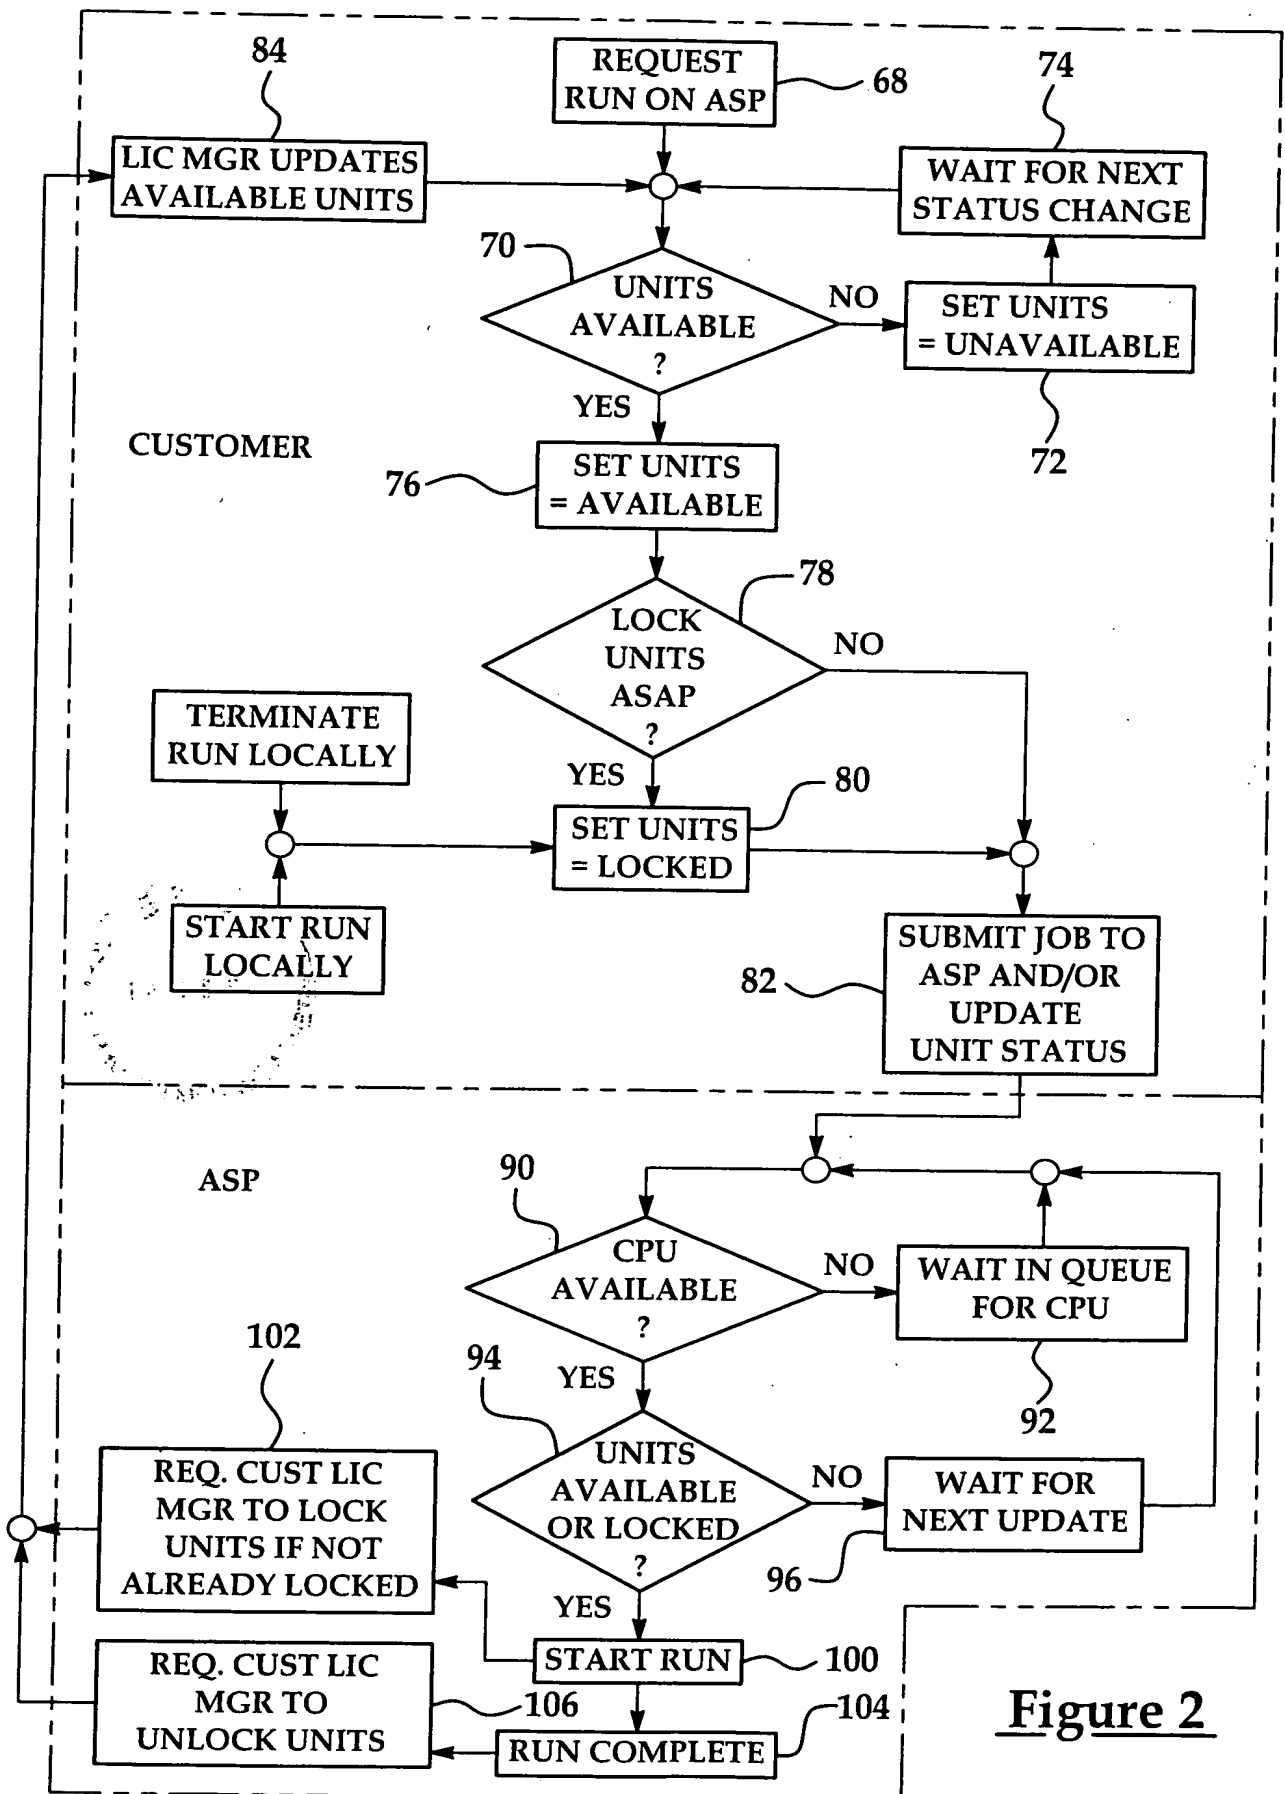 84
REQUEST
RUN ON ASP
68
74
LIC MGR UPDATES
AVAILABLE UNITS
WAIT FOR NEXT
STATUS CHANGE
70
UNITS
AVAILABLE
?
NO
SET UNITS
= UNAVAILABLE
72
YES
CUSTOMER
76
SET UNITS
= AVAILABLE
78
LOCK
UNITS
ASAP
?
NO
TERMINATE
RUN LOCALLY
YES
80
SET UNITS
= LOCKED
START RUN
LOCALLY
82
SUBMIT JOB TO
ASP AND/OR
UPDATE
UNIT STATUS
ASP
90
CPU
AVAILABLE
?
NO
WAIT IN QUEUE
FOR CPU
92
YES
102
94
UNITS
AVAILABLE
OR LOCKED
?
NO
WAIT FOR
NEXT UPDATE
96
REQ. CUST LIC
MGR TO LOCK
UNITS IF NOT
ALREADY LOCKED
YES
START RUN
100
REQ. CUST LIC
MGR TO
UNLOCK UNITS
106
RUN COMPLETE
104
Figure 2